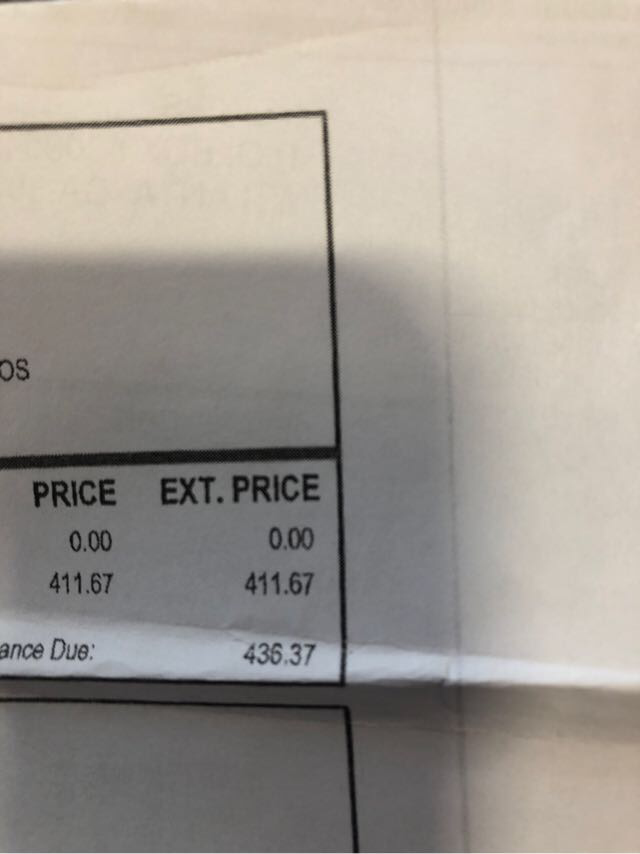 os
PRICE EXT. PRICE
0.00 0.00
411.67 411.67
ance Due: 436.37